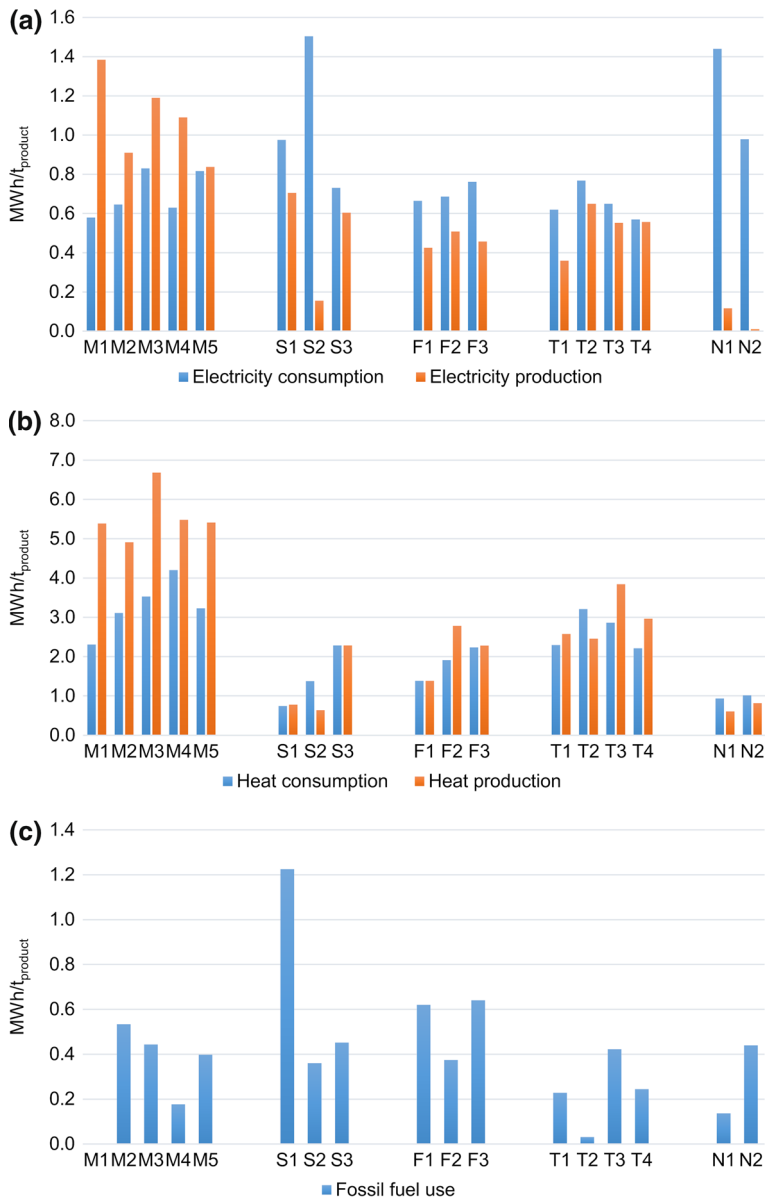 (a)
1.6
1.4
1.2
1.0
0.8
0.6
0.4
0.2
0.0
MWh/tproduct
M1 M2 M3 M4 M5 S1 S2 S3 F1 F2 F3 T1 T2 T3 T4 N1 N2
Electricity consumption Electricity production
(b)
8.0
7.0
6.0
5.0
4.0
3.0
2.0
1.0
0.0
MWh/tproduct
M1 M2 M3 M4 M5 S1 S2 S3 F1 F2 F3 T1 T2 T3 T4 N1 N2
Heat consumption Heat production
(c)
1.4
1.2
1.0
0.8
0.6
0.4
0.2
0.0
MWh/tproduct
M1 M2 M3 M4 M5 S1 S2 S3 F1 F2 F3 T1 T2 T3 T4 N1 N2
Fossil fuel use